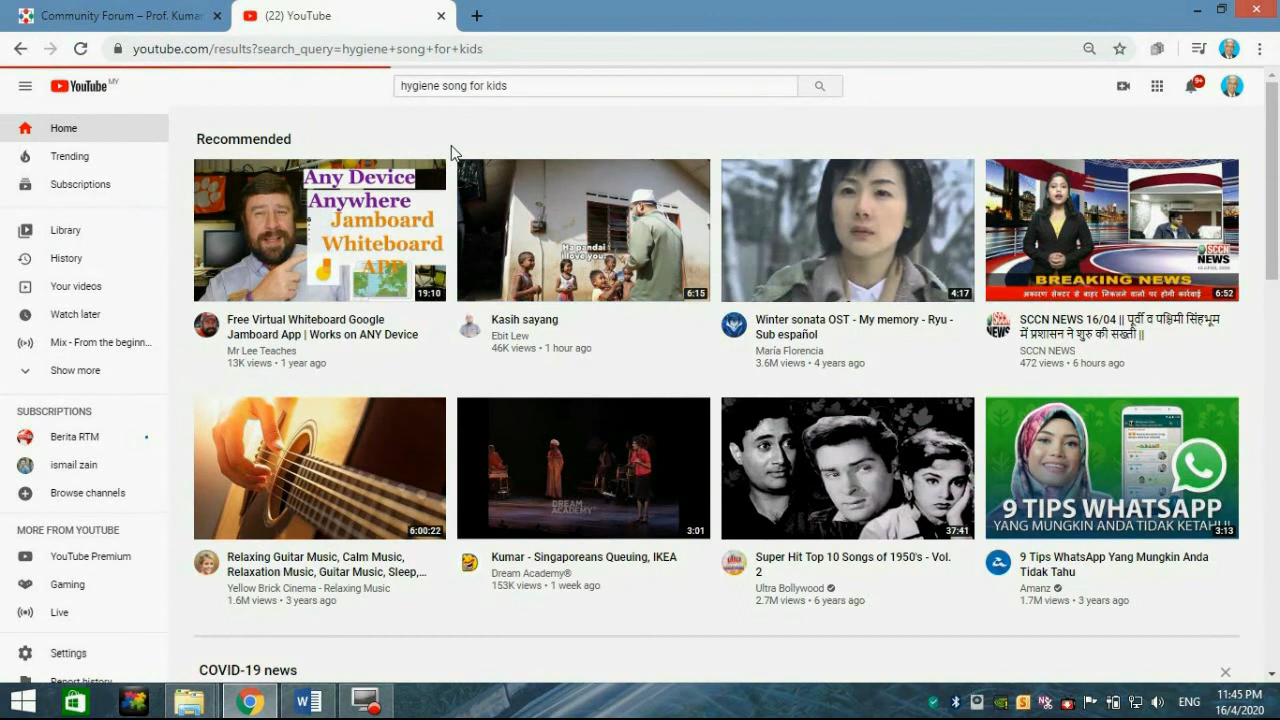 Community Forum – Prof. Kumar
(22) YouTube
youtube.com/results?search_query=hygiene+song+for+kids
YouTube MY
hygiene song for kids
9+
Home
Trending
Subscriptions
Library
History
Your videos
Watch later
Mix - From the beginn...
Show more
SUBSCRIPTIONS
Berita RTM
ismail zain
Browse channels
MORE FROM YOUTUBE
YouTube Premium
Gaming
Live
Settings
Report history
Recommended
Any Device
Anywhere
Jamboard
Whiteboard
APP
19:10
Free Virtual Whiteboard Google
Jamboard App | Works on ANY Device
Mr Lee Teaches
13K views • 1 year ago
Ha pandai
I love you.
6:15
Kasih sayang
Ebit Lew
46K views • 1 hour ago
4:17
Winter sonata OST - My memory - Ryu -
Sub español
María Florencia
3.6M views • 4 years ago
SCCN
NEWS
BREAKING NEWS
6:52
SCCN NEWS 16/04 || पूर्वी व पश्चिमी सिंहभूम
में प्रशासन ने शुरु की सख्ती ||
SCCN NEWS
472 views • 6 hours ago
6:00:22
Relaxing Guitar Music, Calm Music,
Relaxation Music, Guitar Music, Sleep,...
Yellow Brick Cinema - Relaxing Music
1.6M views • 3 years ago
DREAM
ACADEMY
3:01
Kumar - Singaporeans Queuing, IKEA
Dream Academy®
153K views • 1 week ago
37:41
Super Hit Top 10 Songs of 1950's - Vol.
2
Ultra Bollywood
2.7M views • 6 years ago
9 TIPS WHATSAPP
YANG MUNGKIN ANDA TIDAK KETAHUI
3:13
9 Tips WhatsApp Yang Mungkin Anda
Tidak Tahu
Amanz
1.7M views • 3 years ago
COVID-19 news
ENG
11:45 PM
16/4/2020